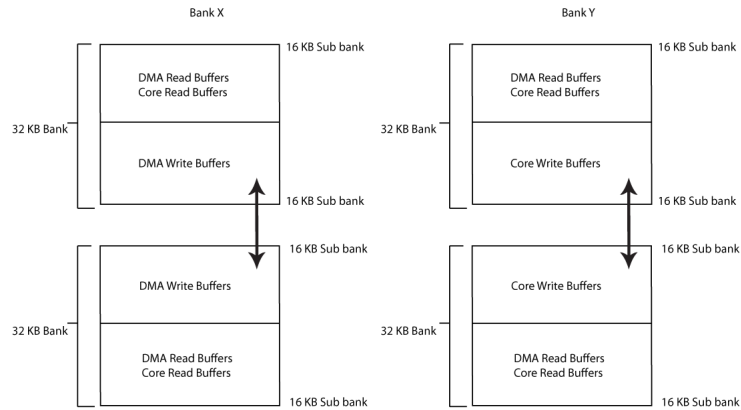 Bank X
16 KB Sub bank
DMA Read Buffers
Core Read Buffers
32 KB Bank
DMA Write Buffers
16 KB Sub bank
16 KB Sub bank
DMA Write Buffers
32 KB Bank
DMA Read Buffers
Core Read Buffers
16 KB Sub bank
Bank Y
16 KB Sub bank
DMA Read Buffers
Core Read Buffers
32 KB Bank
Core Write Buffers
16 KB Sub bank
16 KB Sub bank
Core Write Buffers
32 KB Bank
DMA Read Buffers
Core Read Buffers
16 KB Sub bank